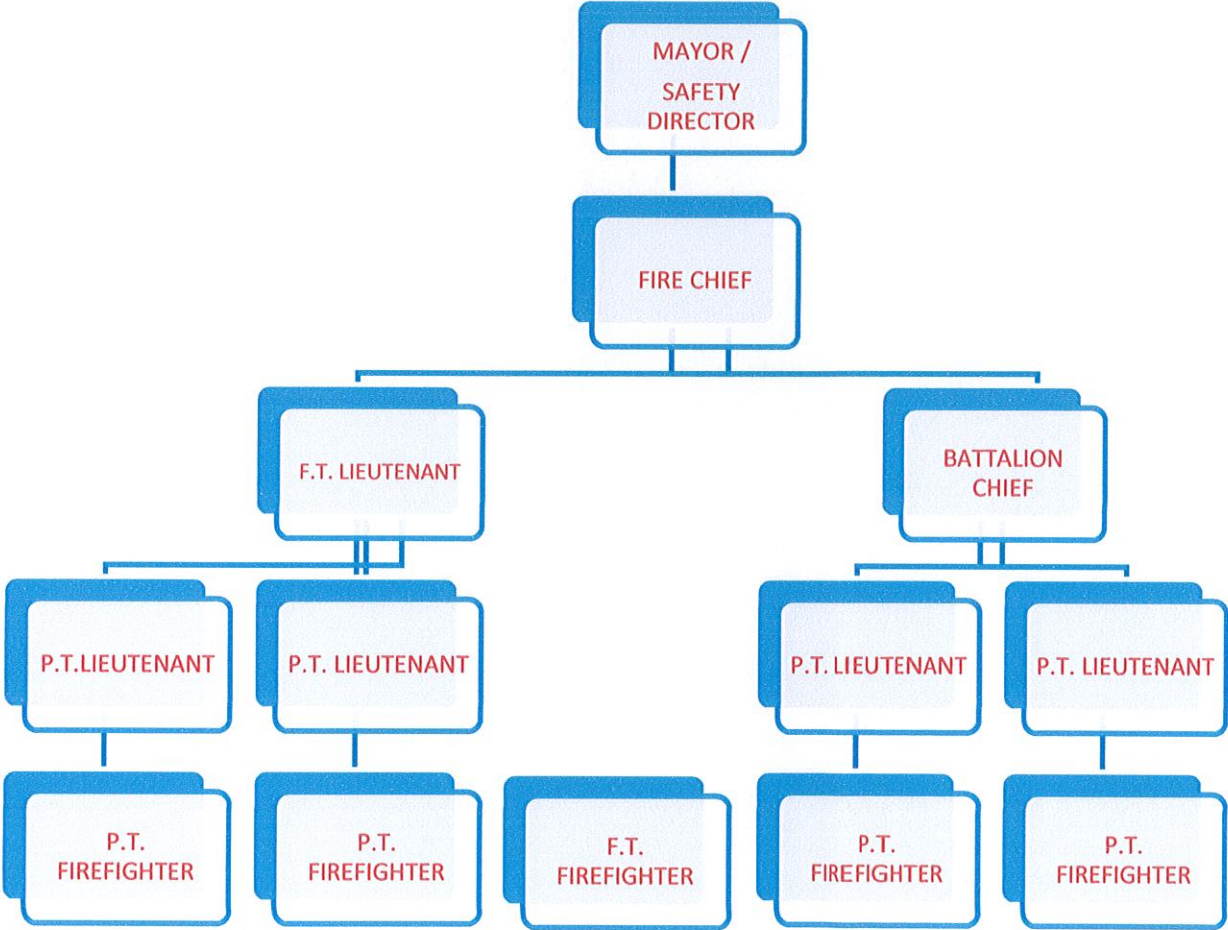 MAYOR /
SAFETY
DIRECTOR
FIRE CHIEF
F.T. LIEUTENANT
BATTALION
CHIEF
P.T.LIEUTENANT
P.T. LIEUTENANT
P.T. LIEUTENANT
P.T. LIEUTENANT
P.T.
FIREFIGHTER
P.T.
FIREFIGHTER
F.T.
FIREFIGHTER
P.T.
FIREFIGHTER
P.T.
FIREFIGHTER